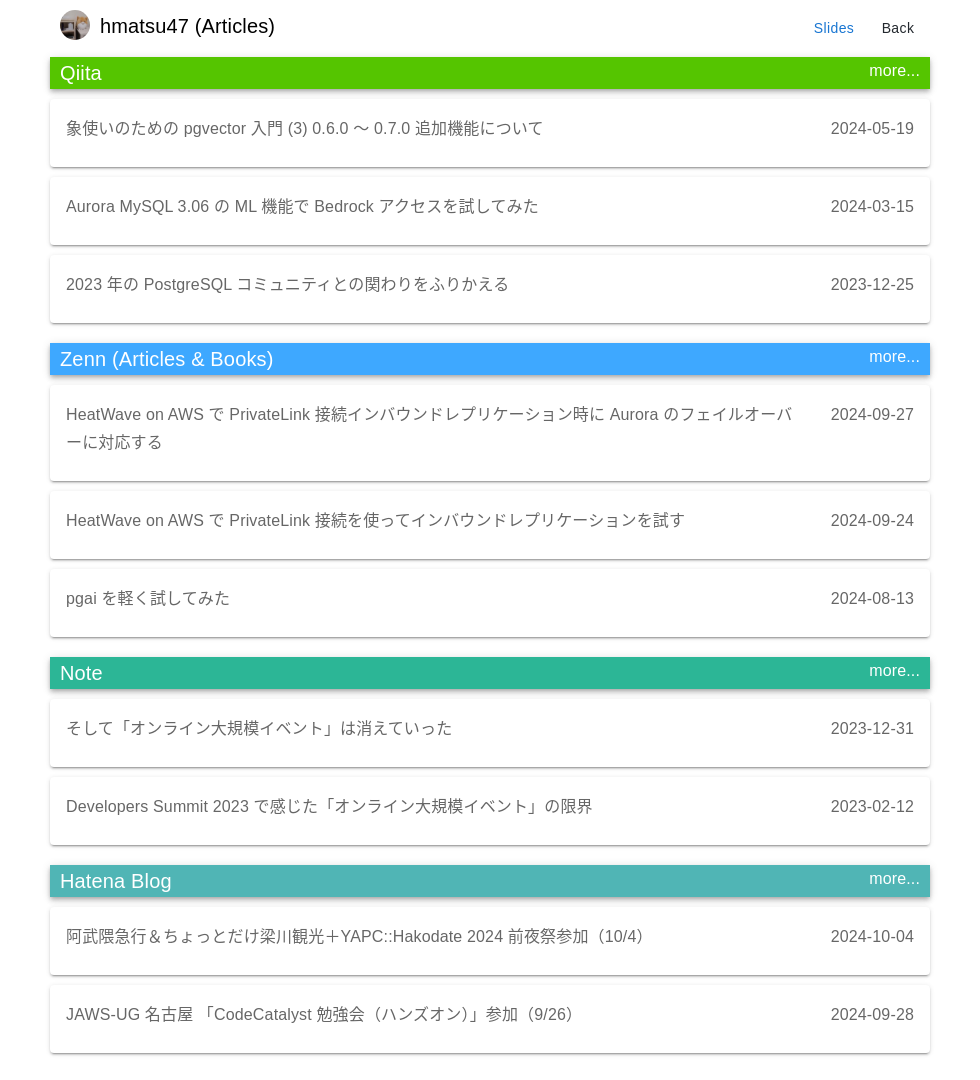 hmatsu47 (Articles)
Slides
Back
Qiita
more...
象使いのための pgvector 入門 (3) 0.6.0 〜 0.7.0 追加機能について
2024-05-19
Aurora MySQL 3.06 の ML 機能で Bedrock アクセスを試してみた
2024-03-15
2023 年の PostgreSQL コミュニティとの関わりをふりかえる
2023-12-25
Zenn (Articles & Books)
more...
HeatWave on AWS で PrivateLink 接続インバウンドレプリケーション時に Aurora のフェイルオーバ
ーに対応する
2024-09-27
HeatWave on AWS で PrivateLink 接続を使ってインバウンドレプリケーションを試す
2024-09-24
pgai を軽く試してみた
2024-08-13
Note
more...
そして「オンライン大規模イベント」は消えていった
2023-12-31
Developers Summit 2023 で感じた「オンライン大規模イベント」の限界
2023-02-12
Hatena Blog
more...
阿武隈急行＆ちょっとだけ梁川観光＋YAPC::Hakodate 2024 前夜祭参加（10/4）
2024-10-04
JAWS-UG 名古屋 「CodeCatalyst 勉強会（ハンズオン）」参加（9/26）
2024-09-28